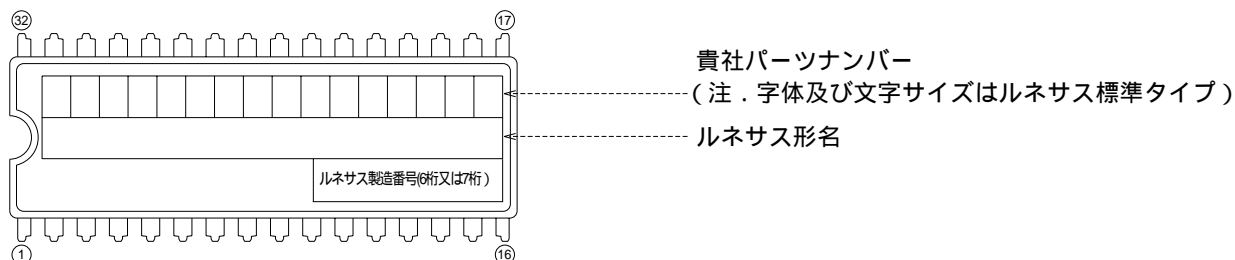 32 17
貴社パーツナンバー
(注.字体及び文字サイズはルネサス標準タイプ)
ルネサス形名
ルネサス製造番号(6桁又は7桁)
1 16